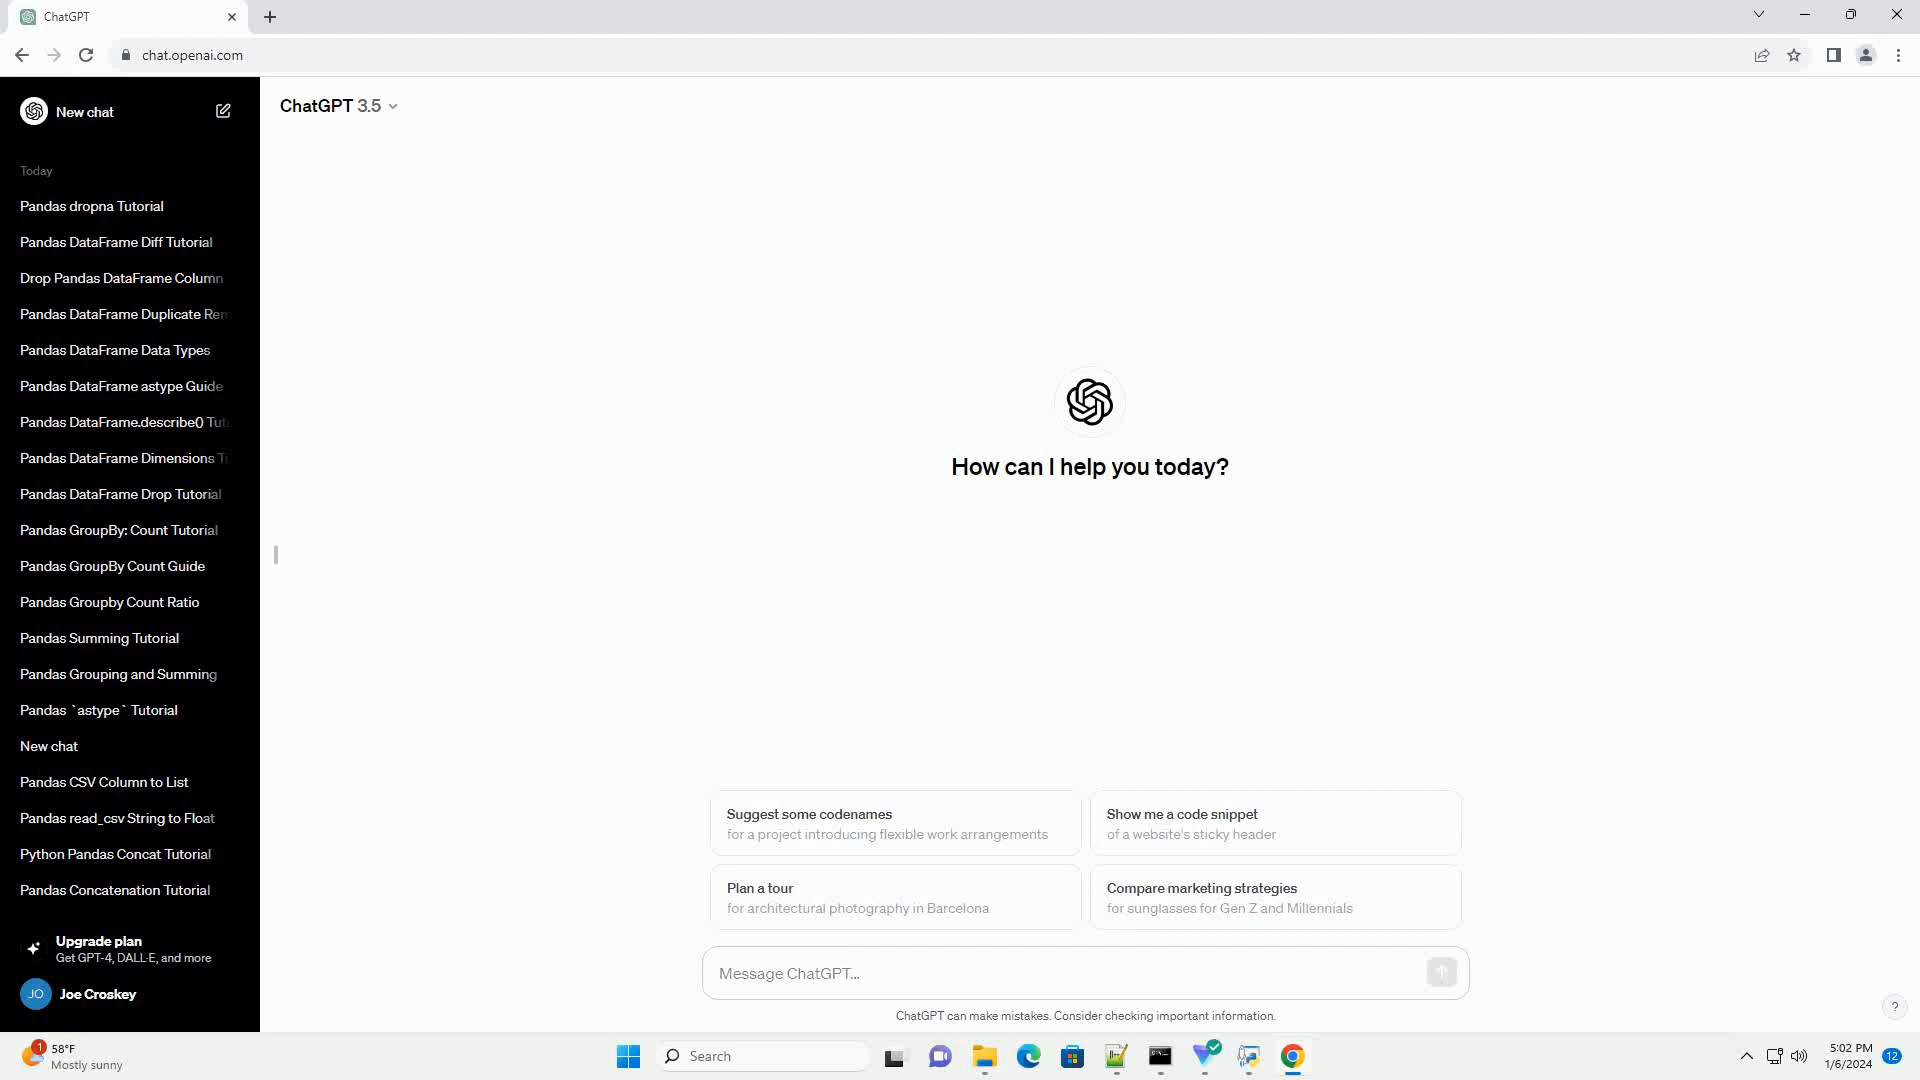 ChatGPT
chat.openai.com
New chat
ChatGPT 3.5
Today
Pandas dropna Tutorial
Pandas DataFrame Diff Tutorial
Drop Pandas DataFrame Column
Pandas DataFrame Duplicate Rem
Pandas DataFrame Data Types
Pandas DataFrame astype Guide
Pandas DataFrame.describe() Tut
Pandas DataFrame Dimensions T
Pandas DataFrame Drop Tutorial
Pandas GroupBy: Count Tutorial
Pandas GroupBy Count Guide
Pandas Groupby Count Ratio
Pandas Summing Tutorial
Pandas Grouping and Summing
Pandas `astype` Tutorial
New chat
Pandas CSV Column to List
Pandas read_csv String to Float
Python Pandas Concat Tutorial
Pandas Concatenation Tutorial
Upgrade plan
Get GPT-4, DALL·E, and more
JO
Joe Croskey
How can I help you today?
Suggest some codenames
for a project introducing flexible work arrangements
Show me a code snippet
of a website's sticky header
Plan a tour
for architectural photography in Barcelona
Compare marketing strategies
for sunglasses for Gen Z and Millennials
Message ChatGPT...
ChatGPT can make mistakes. Consider checking important information.
?
1
58°F
Mostly sunny
Search
5:02 PM
1/6/2024
12